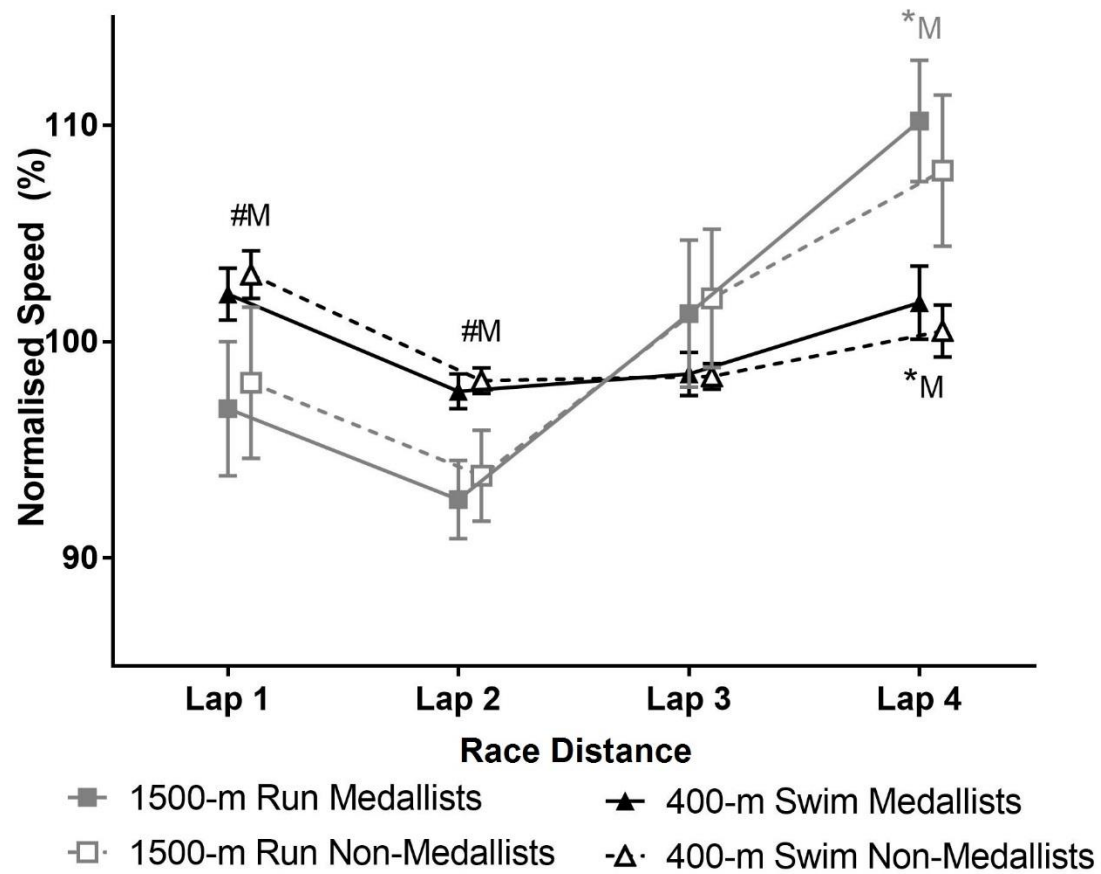 *M
110
#M
#M
100
*M
90
Normalised Speed (%)
Lap 1 Lap 2 Lap 3 Lap 4
Race Distance
1500-m Run Medallists 400-m Swim Medallists
1500-m Run Non-Medallists 400-m Swim Non-Medallists